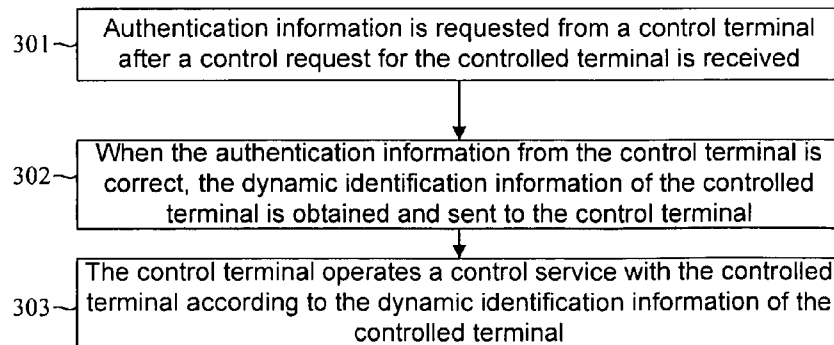 301
Authentication information is requested from a control terminal
after a control request for the controlled terminal is received
302
When the authentication information from the control terminal is
correct, the dynamic identification information of the controlled
terminal is obtained and sent to the control terminal
303
The control terminal operates a control service with the controlled
terminal according to the dynamic identification information of the
controlled terminal